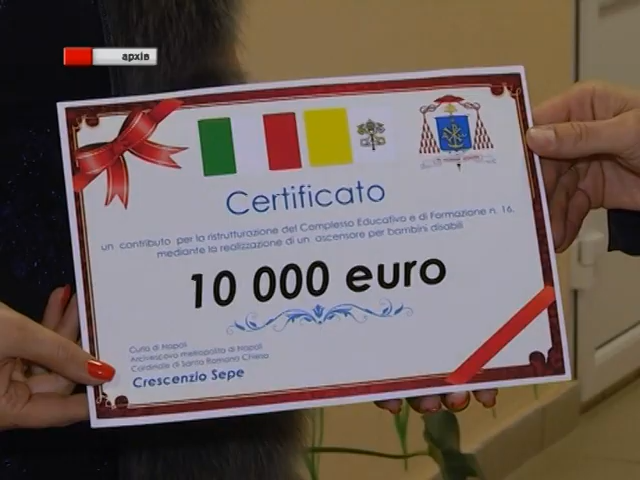 архів
Certificato
un contributo per la ristrutturazione del Complesso Educativo e di Formazione n. 16,
mediante la realizzazione di un ascensore per bambini disabili
10 000 euro
Curia di Napoli
Arcivescovo metropolita di Napoli
Cardinale di Santa Romana Chiesa
Crescenzio Sepe